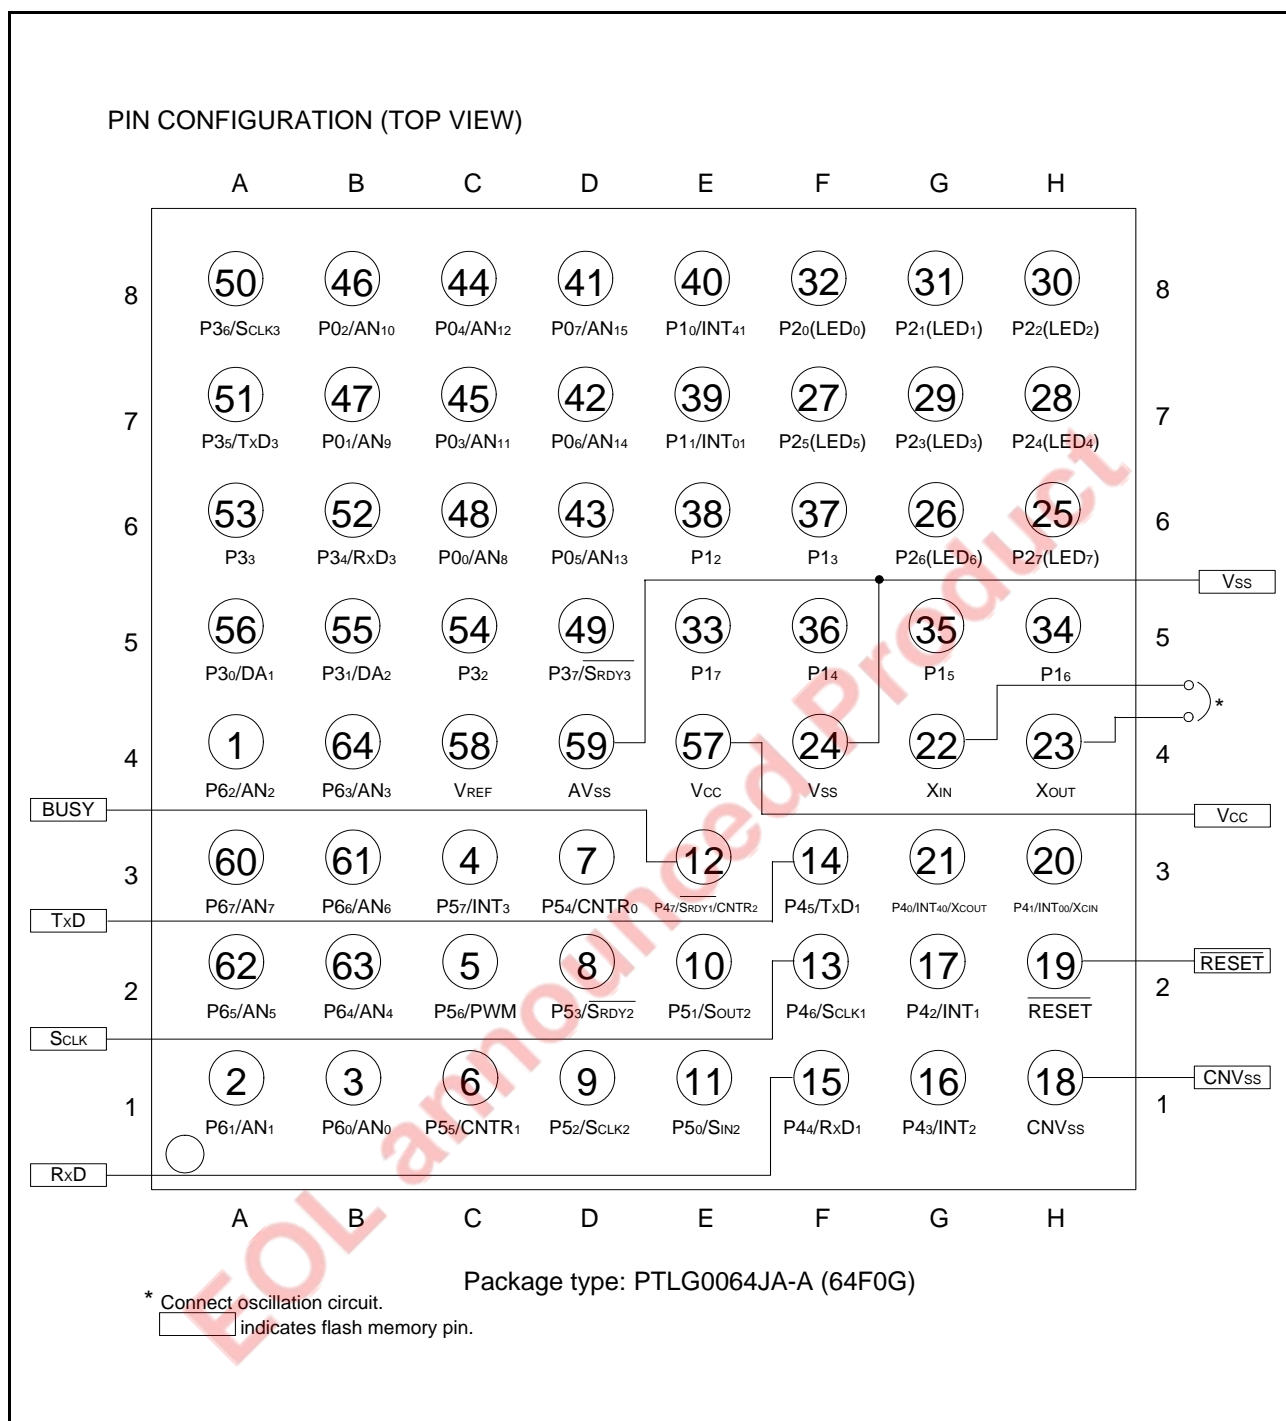 PIN CONFIGURATION (TOP VIEW)
A B C D E F G H
50 46 44 41 40 32 31 30
8 8
P36/SCLK3 P02/AN10 P04/AN12 P07/AN15 P10/INT41 P20(LED0) P21(LED1) P22(LED2)
51 47 45 42 39 27 29 28
7 7
P35/TXD3 P01/AN9 P03/AN11 P06/AN14 P11/INT01 P25(LED5) P23(LED3) P24(LED4)
53 52 48 43 38 37 26 25
6 6
P33 P34/RXD3 P00/AN8 P05/AN13 P12 P13 P26(LED6) P27(LED7)
VSS
56 55 54 49 33 36 35 34
5 5
P30/DA1 P31/DA2 P32 P37/SRDY3 P17 P14 P15 P16
*
1 64 58 59 57 24 22 23
4 4
P62/AN2 P63/AN3 VREF AVSS VCC VSS XIN XOUT
BUSY VCC
60 61 4 7 12 14 21 20
3 3
P67/AN7 P66/AN6 P57/INT3 P54/CNTR0 P47/SRDY1/CNTR2 P45/TXD1 P40/INT40/XCOUT P41/INT00/XCIN
TXD
62 63 5 8 10 13 17 19 RESET
2 2
P65/AN5 P64/AN4 P56/PWM P53/SRDY2 P51/SOUT2 P46/SCLK1 P42/INT1 RESET
SCLK
2 3 6 9 11 15 16 18 CNVSS
1 1
P61/AN1 P60/AN0 P55/CNTR1 P52/SCLK2 P50/SIN2 P44/RXD1 P43/INT2 CNVSS
RXD
A B C D E F G H
Package type: PTLG0064JA-A (64F0G)
* Connect oscillation circuit.
indicates flash memory pin.
EOL announced Product